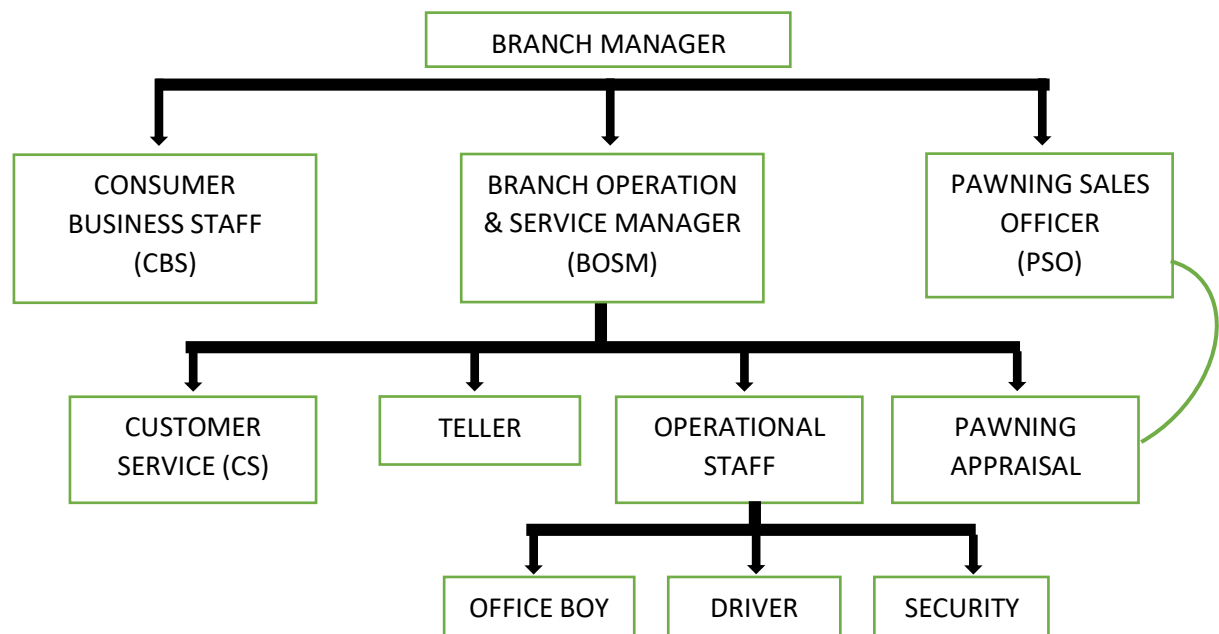 BRANCH MANAGER
CONSUMER
BUSINESS STAFF
(CBS)
BRANCH OPERATION
& SERVICE MANAGER
(BOSM)
PAWNING SALES
OFFICER
(PSO)
CUSTOMER
SERVICE (CS)
TELLER
OPERATIONAL
STAFF
PAWNING
APPRAISAL
OFFICE BOY
DRIVER
SECURITY